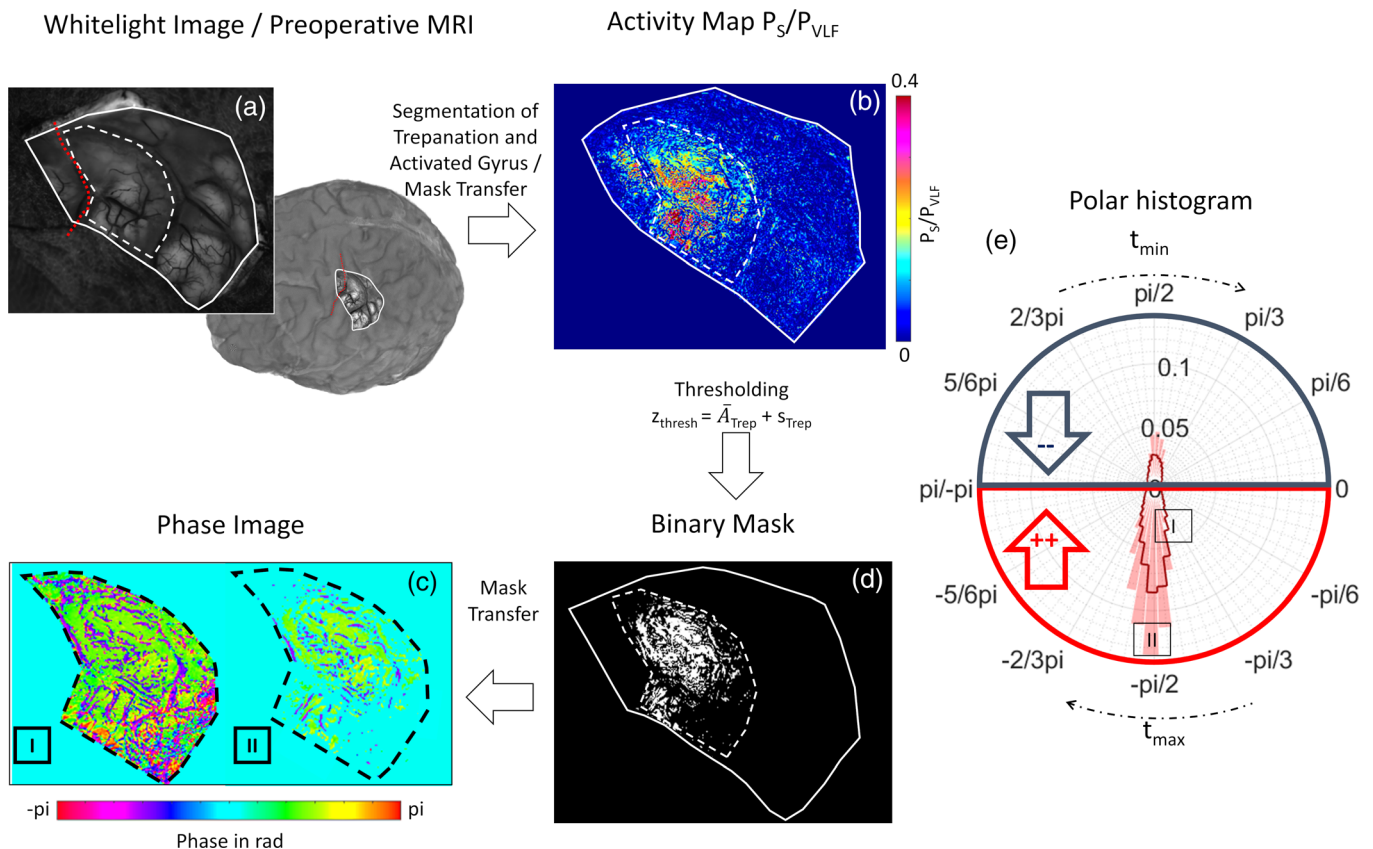 Whitelight Image / Preoperative MRI
Activity Map P_S/P_VLF
(a)
Segmentation of
Trepanation and
Activated Gyrus /
Mask Transfer
(b)
0.4
P_S/P_VLF
0
Polar histogram
(e)
t_min
pi/2
2/3pi
pi/3
5/6pi
pi/6
0.1
0.05
--
pi/-pi
0
0
++
I
-5/6pi
-pi/6
II
-2/3pi
-pi/3
-pi/2
t_max
Thresholding
z_thresh = Ā_Trep + s_Trep
Phase Image
Binary Mask
(c)
Mask
Transfer
(d)
I
II
-pi
pi
Phase in rad